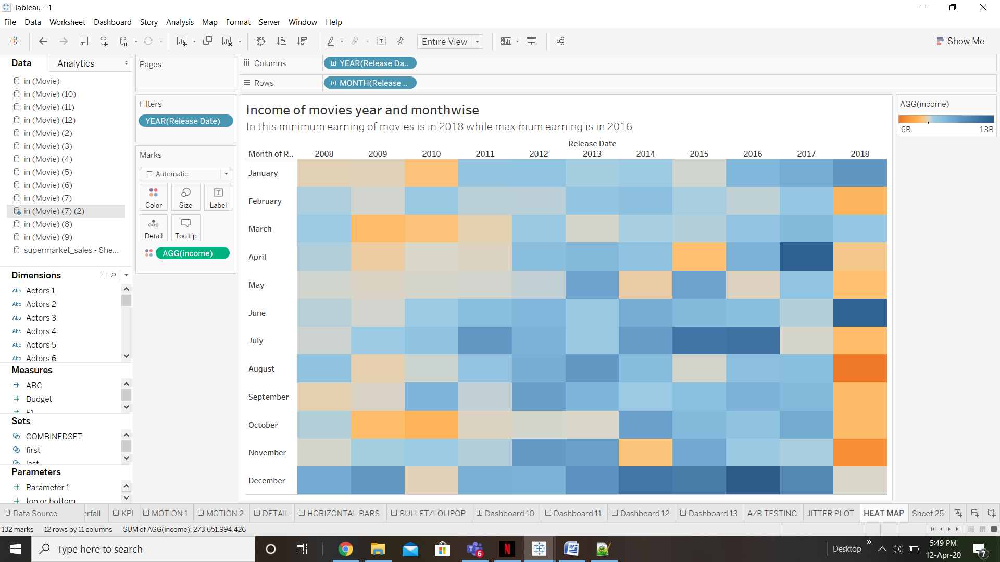 Tableau - 1
File Data Worksheet Dashboard Story Analysis Map Format Server Window Help
Entire View
Show Me
Data Analytics
in (Movie)
in (Movie) (10)
in (Movie) (11)
in (Movie) (12)
in (Movie) (2)
in (Movie) (3)
in (Movie) (4)
in (Movie) (5)
in (Movie) (6)
in (Movie) (7)
in (Movie) (7) (2)
in (Movie) (8)
in (Movie) (9)
supermarket_sales - She...
Dimensions
Abc Actors 1
Abc Actors 2
Abc Actors 3
Abc Actors 4
Abc Actors 5
Abc Actors 6
Measures
=# ABC
# Budget
# F1
Sets
COMBINEDSET
first
last
Parameters
# Parameter 1
# top or bottom
Pages
Filters
YEAR(Release Date)
Marks
Automatic
Color Size Label
Detail Tooltip
AGG(income)
Columns YEAR(Release Da..
Rows MONTH(Release ..
Income of movies year and monthwise
In this minimum earning of movies is in 2018 while maximum earning is in 2016
Release Date
Month of R.. 2008 2009 2010 2011 2012 2013 2014 2015 2016 2017 2018
January
February
March
April
May
June
July
August
September
October
November
December
AGG(income)
-6B 13B
Data Source erfall KPI MOTION 1 MOTION 2 DETAIL HORIZONTAL BARS BULLET/LOLIPOP Dashboard 10 Dashboard 11 Dashboard 12 Dashboard 13 A/B TESTING JITTER PLOT HEAT MAP Sheet 25
132 marks 12 rows by 11 columns SUM of AGG(income): 273,651,994,426
Type here to search
6
N
W
Desktop
5:49 PM
12-Apr-20
7